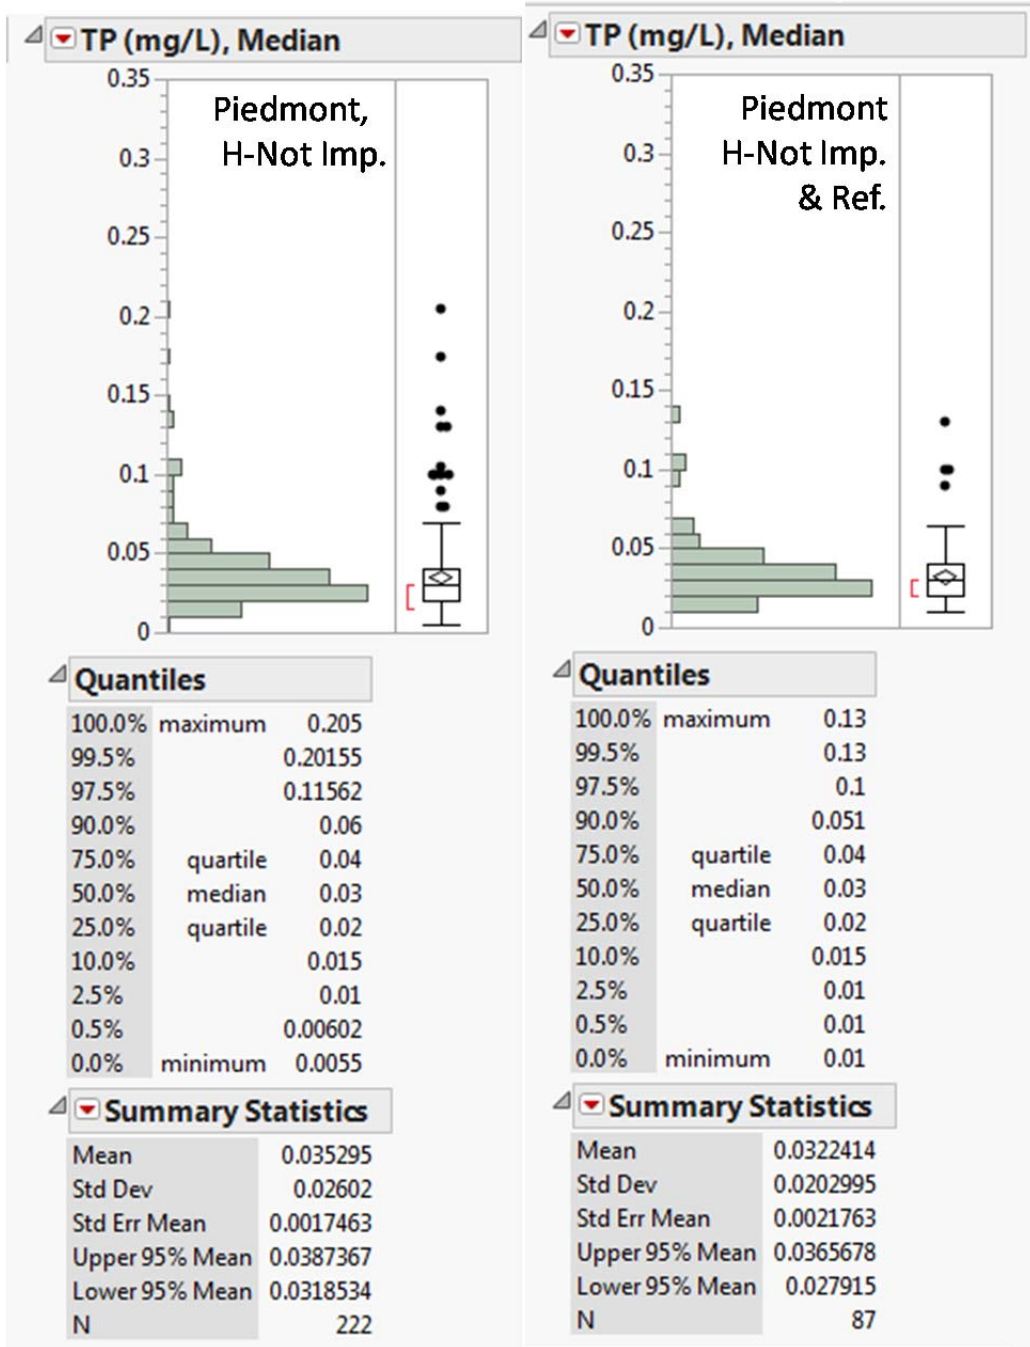 TP (mg/L), Median
0.35
0.3
0.25
0.2
0.15
0.1
0.05
0
Piedmont,
H-Not Imp.
Quantiles
100.0% maximum 0.205
99.5% 0.20155
97.5% 0.11562
90.0% 0.06
75.0% quartile 0.04
50.0% median 0.03
25.0% quartile 0.02
10.0% 0.015
2.5% 0.01
0.5% 0.00602
0.0% minimum 0.0055
Summary Statistics
Mean 0.035295
Std Dev 0.02602
Std Err Mean 0.0017463
Upper 95% Mean 0.0387367
Lower 95% Mean 0.0318534
N 222
TP (mg/L), Median
0.35
0.3
0.25
0.2
0.15
0.1
0.05
0
Piedmont
H-Not Imp.
& Ref.
Quantiles
100.0% maximum 0.13
99.5% 0.13
97.5% 0.1
90.0% 0.051
75.0% quartile 0.04
50.0% median 0.03
25.0% quartile 0.02
10.0% 0.015
2.5% 0.01
0.5% 0.01
0.0% minimum 0.01
Summary Statistics
Mean 0.0322414
Std Dev 0.0202995
Std Err Mean 0.0021763
Upper 95% Mean 0.0365678
Lower 95% Mean 0.027915
N 87